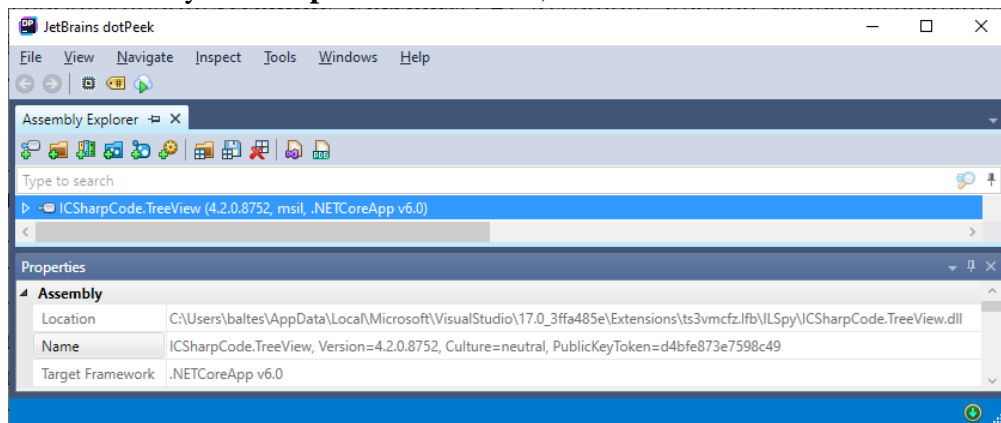 JetBrains dotPeek
File View Navigate Inspect Tools Windows Help
Assembly Explorer
Type to search
ICSharpCode.TreeView (4.2.0.8752, msil, .NETCoreApp v6.0)
Properties
Assembly
Location C:\Users\baltes\AppData\Local\Microsoft\VisualStudio\17.0_3ffa485e\Extensions\ts3vmcfz.lfb\ILSpy\ICSharpCode.TreeView.dll
Name ICSharpCode.TreeView, Version=4.2.0.8752, Culture=neutral, PublicKeyToken=d4bfe873e7598c49
Target Framework .NETCoreApp v6.0